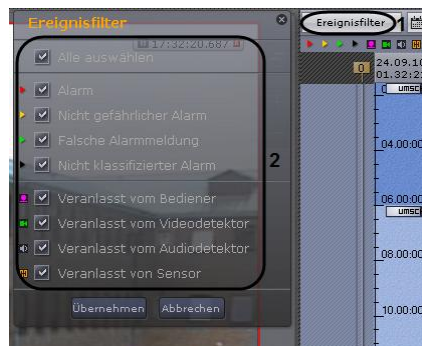 Ereignisfilter
17:32:20.687
Alle auswählen
Alarm
Nicht gefährlicher Alarm
Falsche Alarmmeldung
Nicht klassifizierter Alarm
2
Veranlasst vom Bediener
Veranlasst vom Videodetektor
Veranlasst vom Audiodetektor
Veranlasst von Sensor
Übernehmen Abbrechen
Ereignisfilter 1
0
24.09.10
01.32:2
umsc
04.00:00
06.00:00
umsc
08.00:00
10.00:00